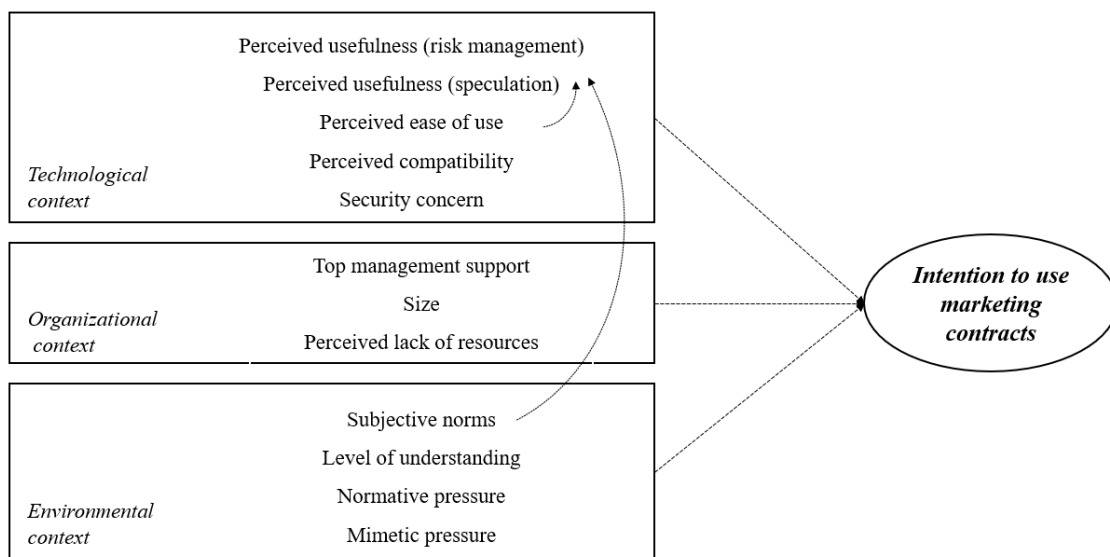 Perceived usefulness (risk management)
Perceived usefulness (speculation)
Perceived ease of use
Perceived compatibility
Security concern
Technological
context
Top management support
Size
Perceived lack of resources
Organizational
context
Subjective norms
Level of understanding
Normative pressure
Mimetic pressure
Environmental
context
Intention to use
marketing
contracts